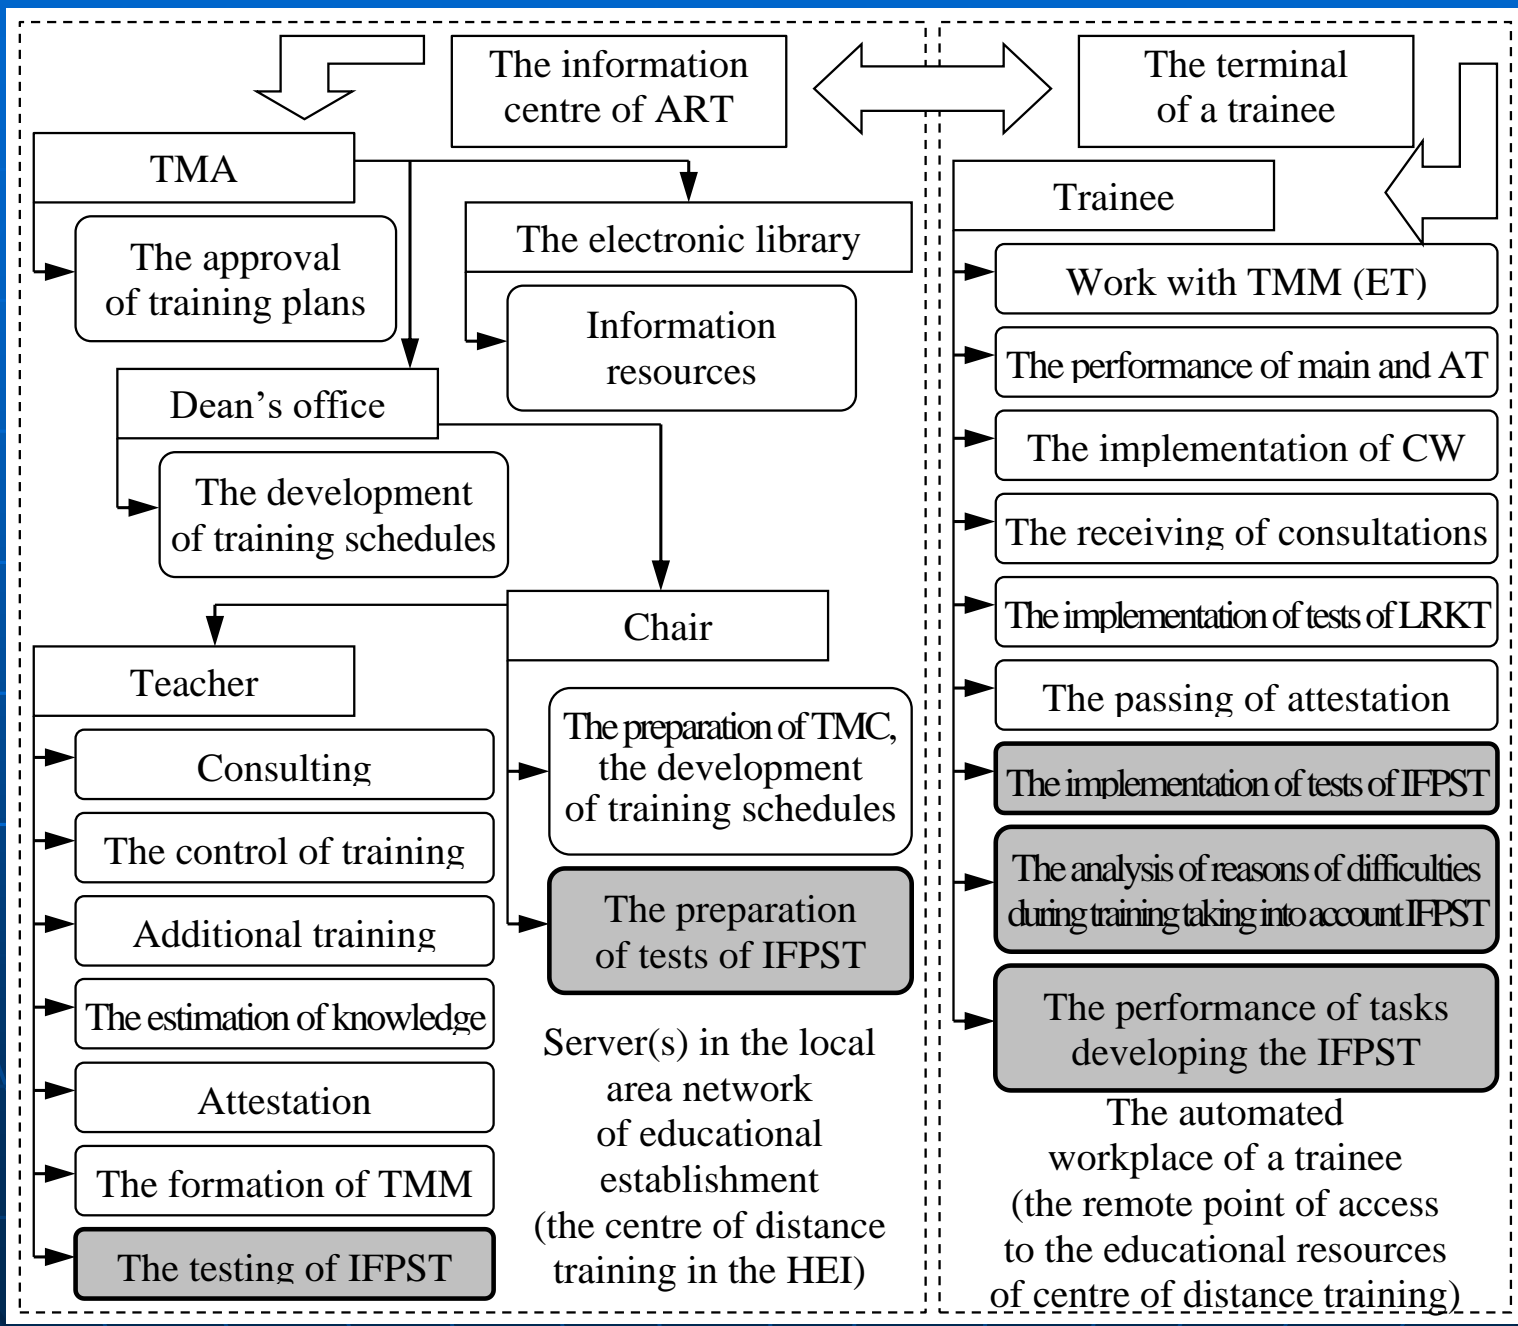 The information
centre of ART
TMA
The approval
of training plans
The electronic library
Information
resources
Dean’s office
The development
of training schedules
Chair
Teacher
Consulting
The control of training
Additional training
The estimation of knowledge
Attestation
The formation of TMM
The testing of IFPST
The preparation of TMC,
the development
of training schedules
The preparation
of tests of IFPST
Server(s) in the local
area network
of educational
establishment
(the centre of distance
training in the HEI)
The terminal
of a trainee
Trainee
Work with TMM (ET)
The performance of main and AT
The implementation of CW
The receiving of consultations
The implementation of tests of LRKT
The passing of attestation
The implementation of tests of IFPST
The analysis of reasons of difficulties
during training taking into account IFPST
The performance of tasks
developing the IFPST
The automated
workplace of a trainee
(the remote point of access
to the educational resources
of centre of distance training)